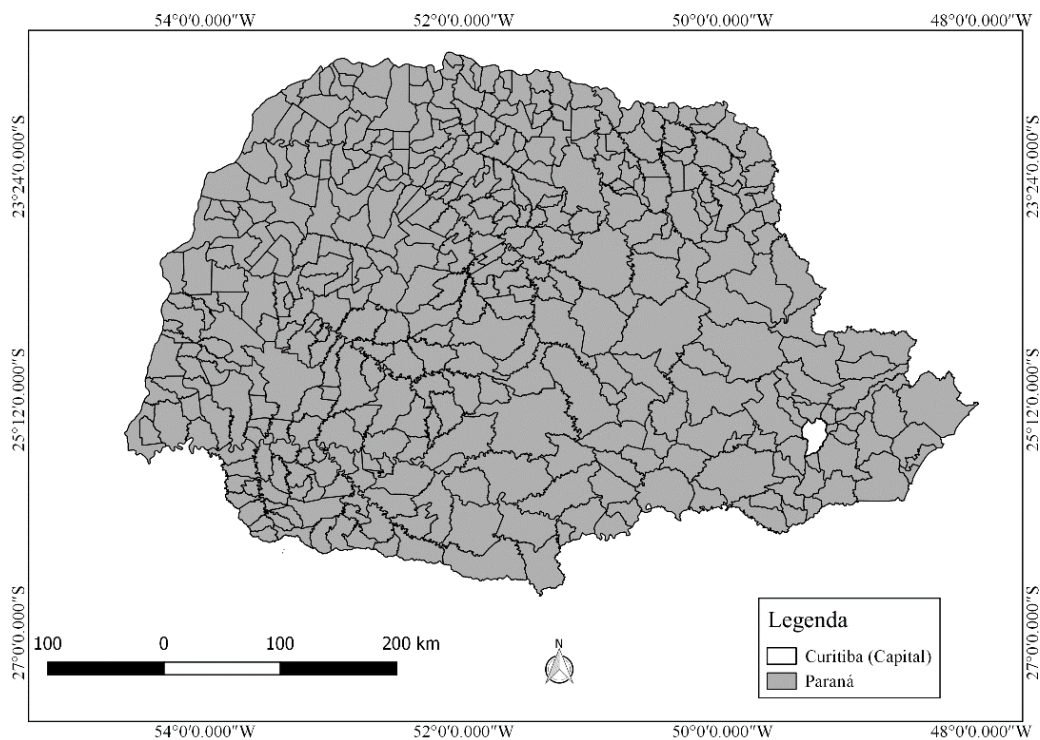 54°0'0.000"W 52°0'0.000"W 50°0'0.000"W 48°0'0.000"W
23°24'0.000"S
23°24'0.000"S
25°12'0.000"S
25°12'0.000"S
27°0'0.000"S
27°0'0.000"S
Legenda
Curitiba (Capital)
Paraná
100 0 100 200 km
N
54°0'0.000"W 52°0'0.000"W 50°0'0.000"W 48°0'0.000"W